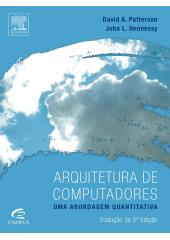 David A. Patterson
John L. Hennessy
ARQUITETURA DE
COMPUTADORES
UMA ABORDAGEM QUANTITATIVA
Tradução da 5ª Edição
CAMPUS